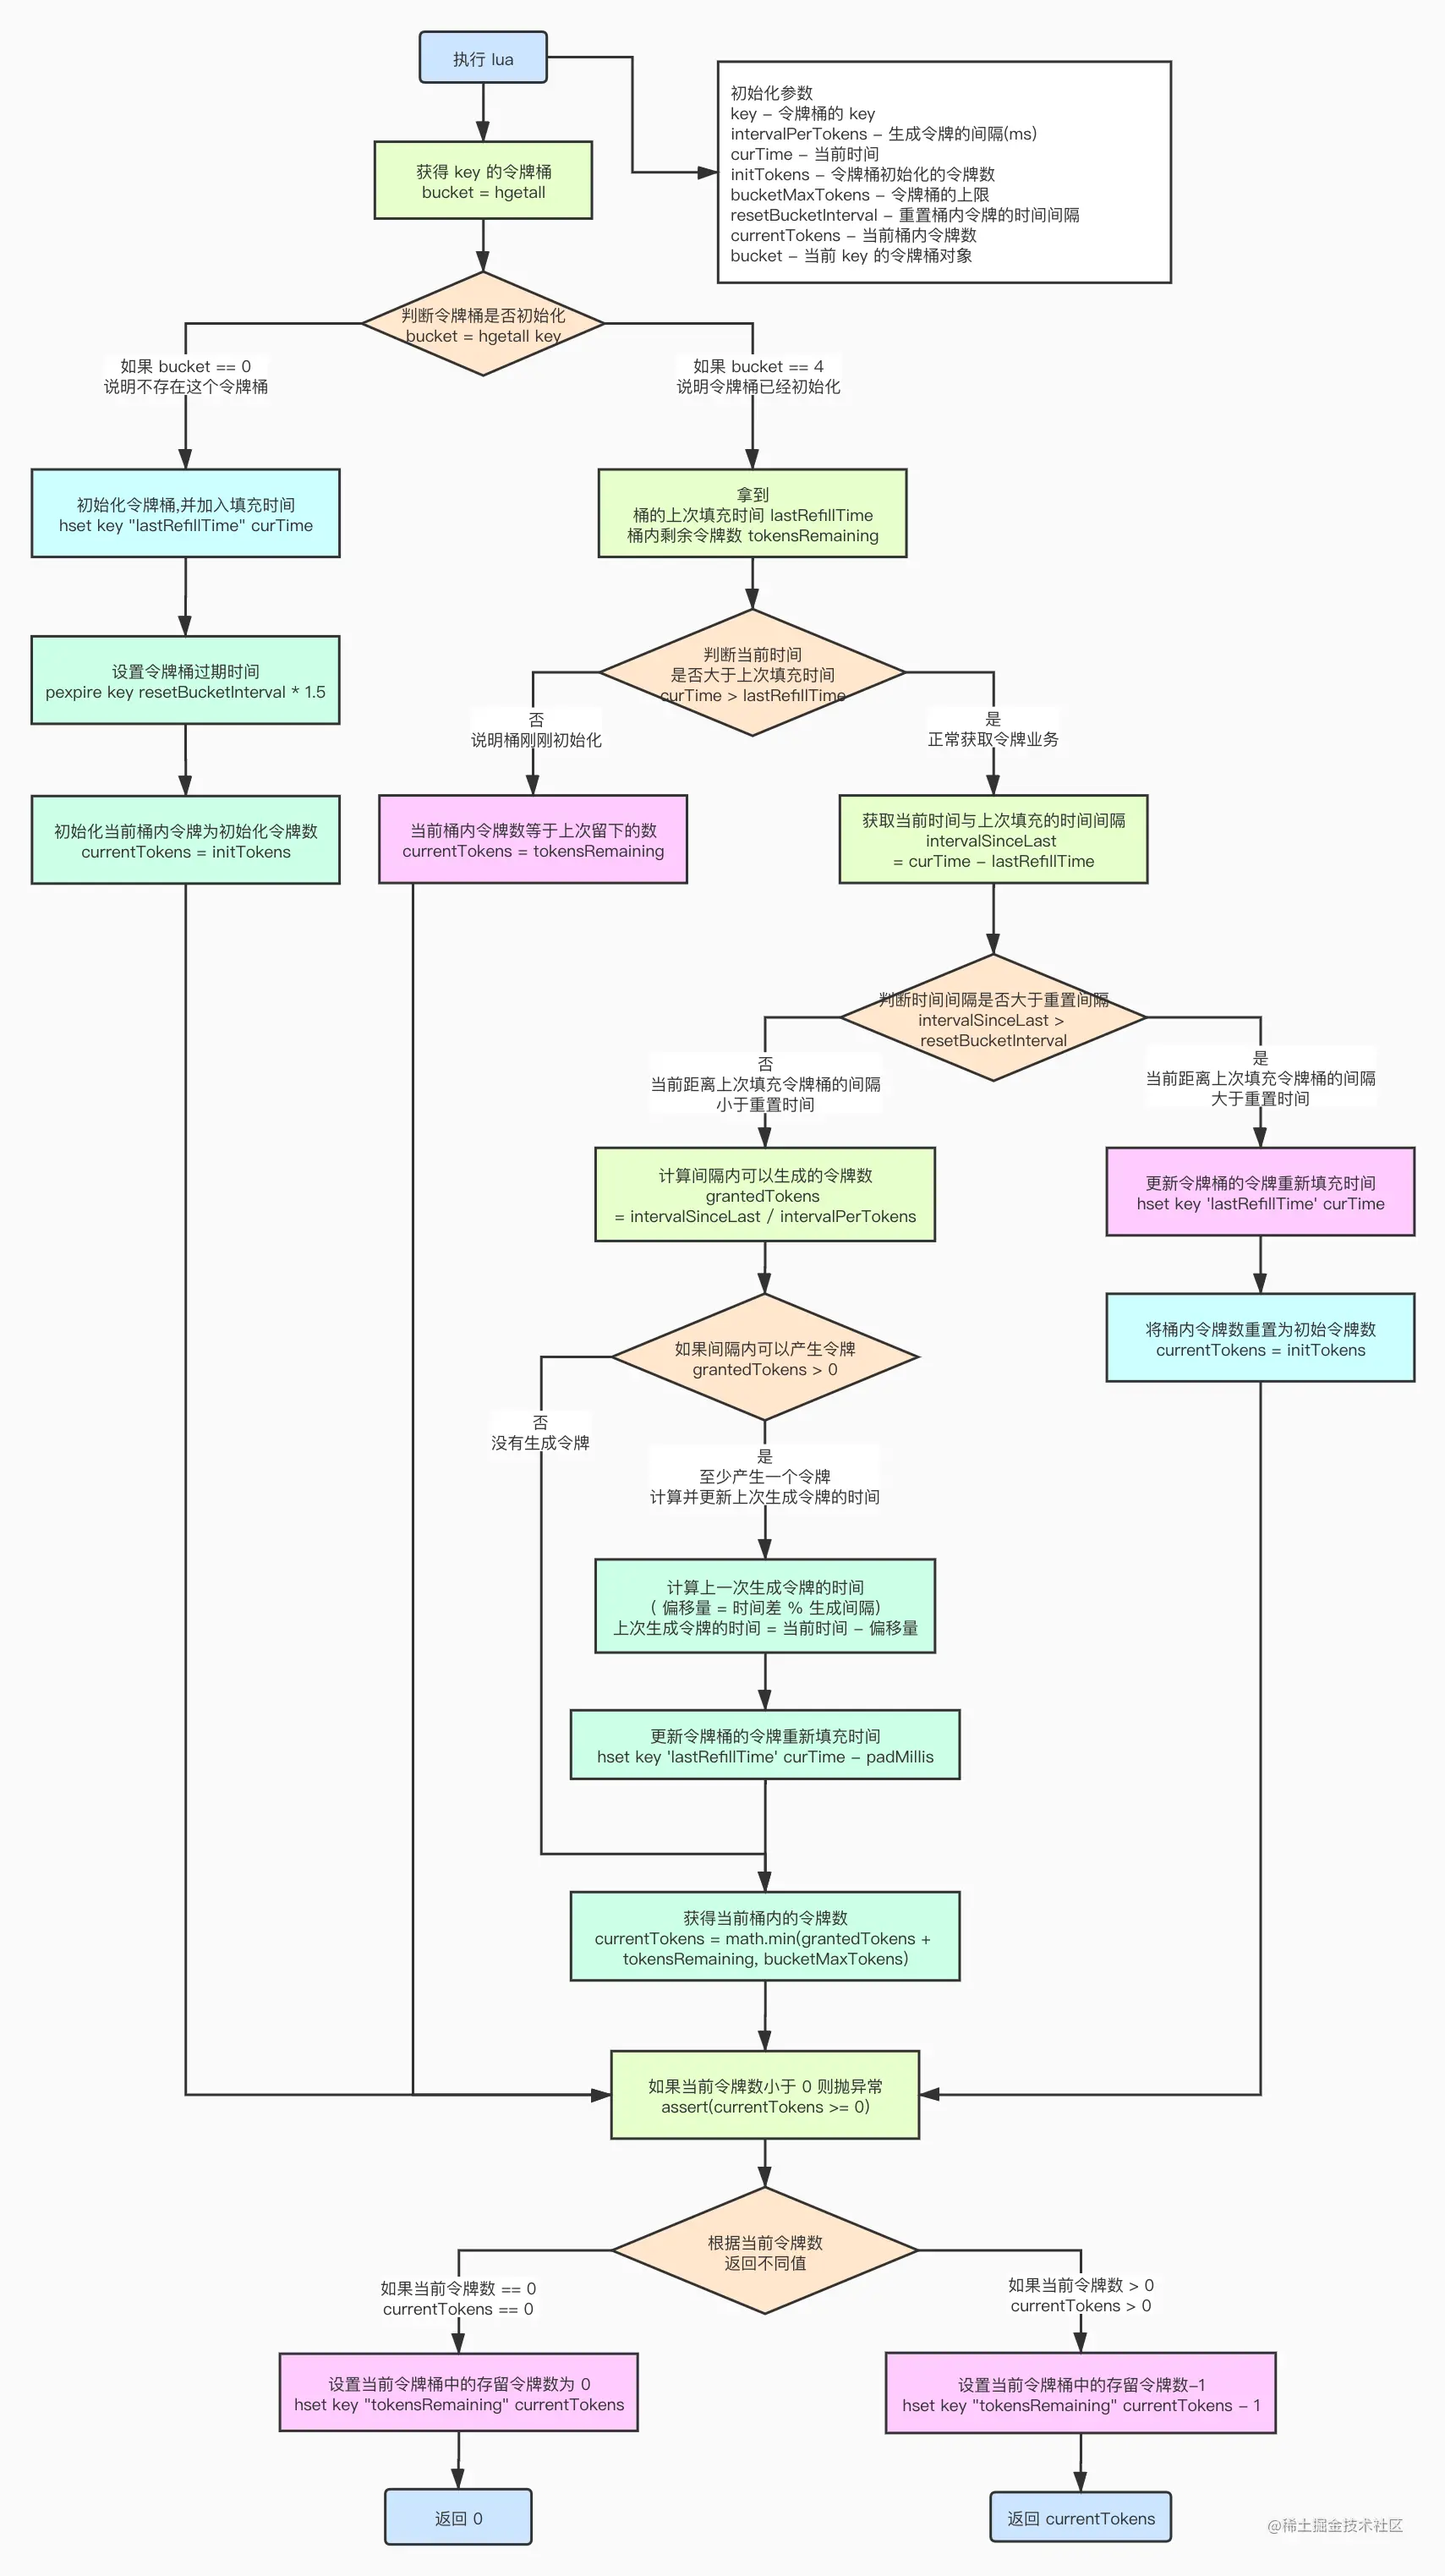 执行 lua
初始化参数
key – 令牌桶的 key
intervalPerTokens – 生成令牌的间隔(ms)
curTime – 当前时间
initTokens – 令牌桶初始化的令牌数
bucketMaxTokens – 令牌桶的上限
resetBucketInterval – 重置桶内令牌的时间间隔
currentTokens – 当前桶内令牌数
bucket – 当前 key 的令牌桶对象
获得 key 的令牌桶
bucket = hgetall
判断令牌桶是否初始化
bucket = hgetall key
如果 bucket == 0
说明不存在这个令牌桶
如果 bucket == 4
说明令牌桶已经初始化
初始化令牌桶,并加入填充时间
hset key "lastRefillTime" curTime
拿到
桶的上次填充时间 lastRefillTime
桶内剩余令牌数 tokensRemaining
设置令牌桶过期时间
pexpire key resetBucketInterval * 1.5
判断当前时间
是否大于上次填充时间
curTime > lastRefillTime
否
说明桶刚刚初始化
是
正常获取令牌业务
初始化当前桶内令牌为初始化令牌数
currentTokens = initTokens
当前桶内令牌数等于上次留下的数
currentTokens = tokensRemaining
获取当前时间与上次填充的时间间隔
intervalSinceLast
= curTime – lastRefillTime
判断时间间隔是否大于重置间隔
intervalSinceLast >
resetBucketInterval
否
当前距离上次填充令牌桶的间隔
小于重置时间
是
当前距离上次填充令牌桶的间隔
大于重置时间
计算间隔内可以生成的令牌数
grantedTokens
= intervalSinceLast / intervalPerTokens
更新令牌桶的令牌重新填充时间
hset key 'lastRefillTime' curTime
如果间隔内可以产生令牌
grantedTokens > 0
将桶内令牌数重置为初始令牌数
currentTokens = initTokens
否
没有生成令牌
是
至少产生一个令牌
计算并更新上次生成令牌的时间
计算上一次生成令牌的时间
( 偏移量 = 时间差 % 生成间隔)
上次生成令牌的时间 = 当前时间 – 偏移量
更新令牌桶的令牌重新填充时间
hset key 'lastRefillTime' curTime – padMillis
获得当前桶内的令牌数
currentTokens = math.min(grantedTokens +
tokensRemaining, bucketMaxTokens)
如果当前令牌数小于 0 则抛异常
assert(currentTokens >= 0)
根据当前令牌数
返回不同值
如果当前令牌数 == 0
currentTokens == 0
如果当前令牌数 > 0
currentTokens > 0
设置当前令牌桶中的存留令牌数为 0
hset key "tokensRemaining" currentTokens
设置当前令牌桶中的存留令牌数–1
hset key "tokensRemaining" currentTokens – 1
返回 0
返回 currentTokens
@稀土掘金技术社区